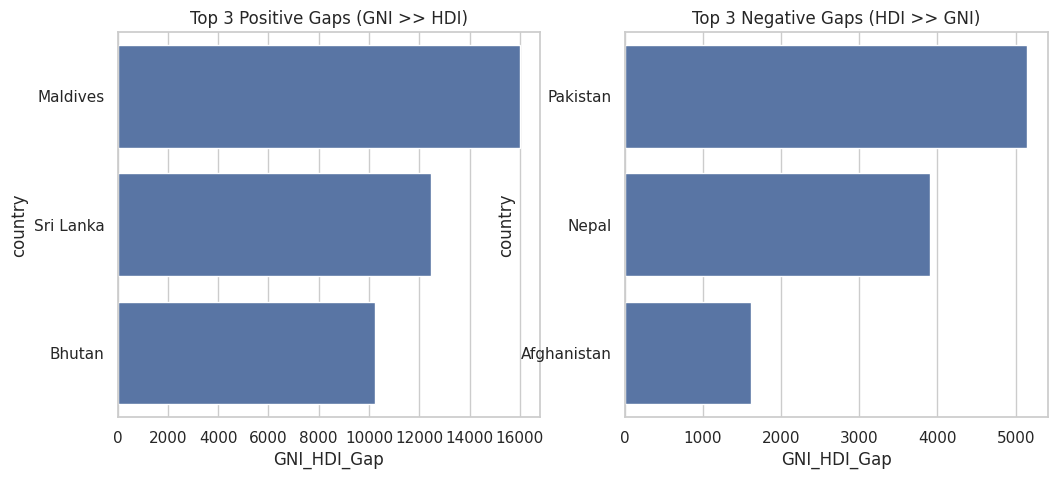 Top 3 Positive Gaps (GNI >> HDI)
country
Maldives
Sri Lanka
Bhutan
0 2000 4000 6000 8000 10000 12000 14000 16000
GNI_HDI_Gap
Top 3 Negative Gaps (HDI >> GNI)
country
Pakistan
Nepal
Afghanistan
0 1000 2000 3000 4000 5000
GNI_HDI_Gap